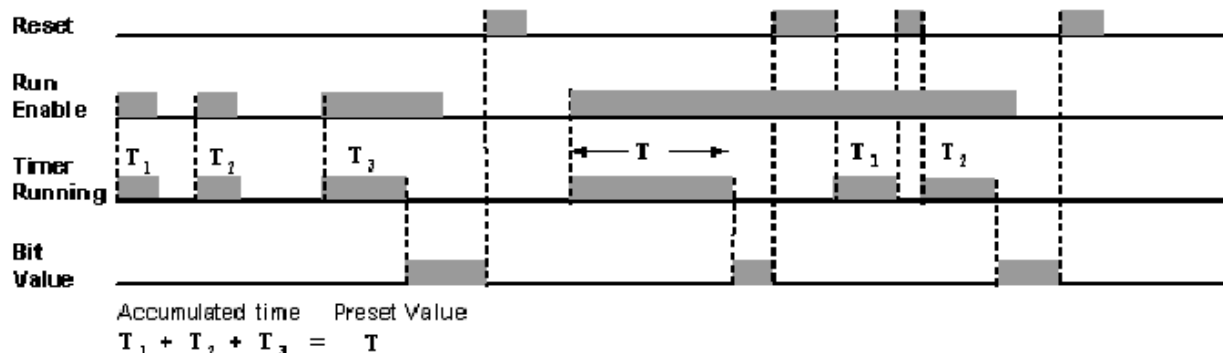 Reset
Run
Enable
T₁ T₂ T₃ T T₁ T₂
Timer
Running
Bit
Value
Accumulated time Preset Value
T₁ + T₂ + T₃ = T